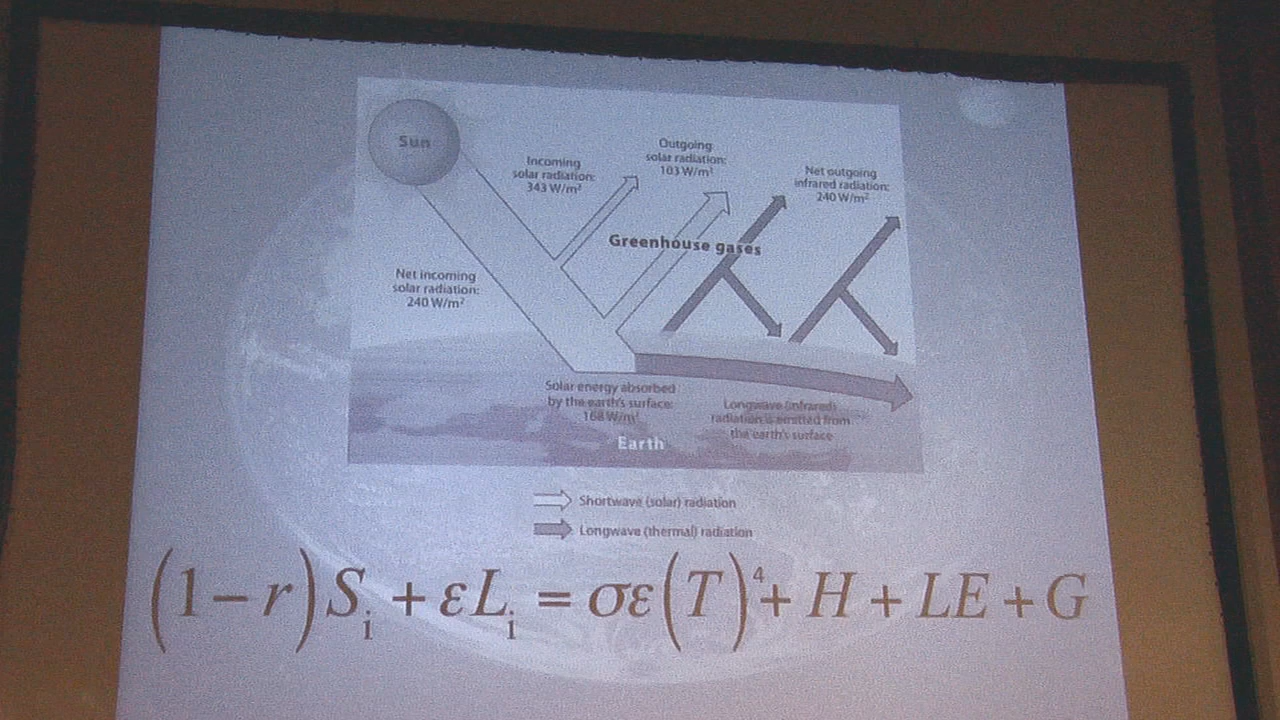 Sun
Incoming
solar radiation:
343 W/m²
Outgoing
solar radiation:
103 W/m²
Net outgoing
infrared radiation:
240 W/m²
Greenhouse gases
Net incoming
solar radiation:
240 W/m²
Solar energy absorbed
by the earth's surface:
168 W/m²
Longwave (infrared)
radiation is emitted from
the earth's surface
Earth
Shortwave (solar) radiation
Longwave (thermal) radiation
(1−r)Sᵢ + εLᵢ = σε(T)⁴ + H + LE + G